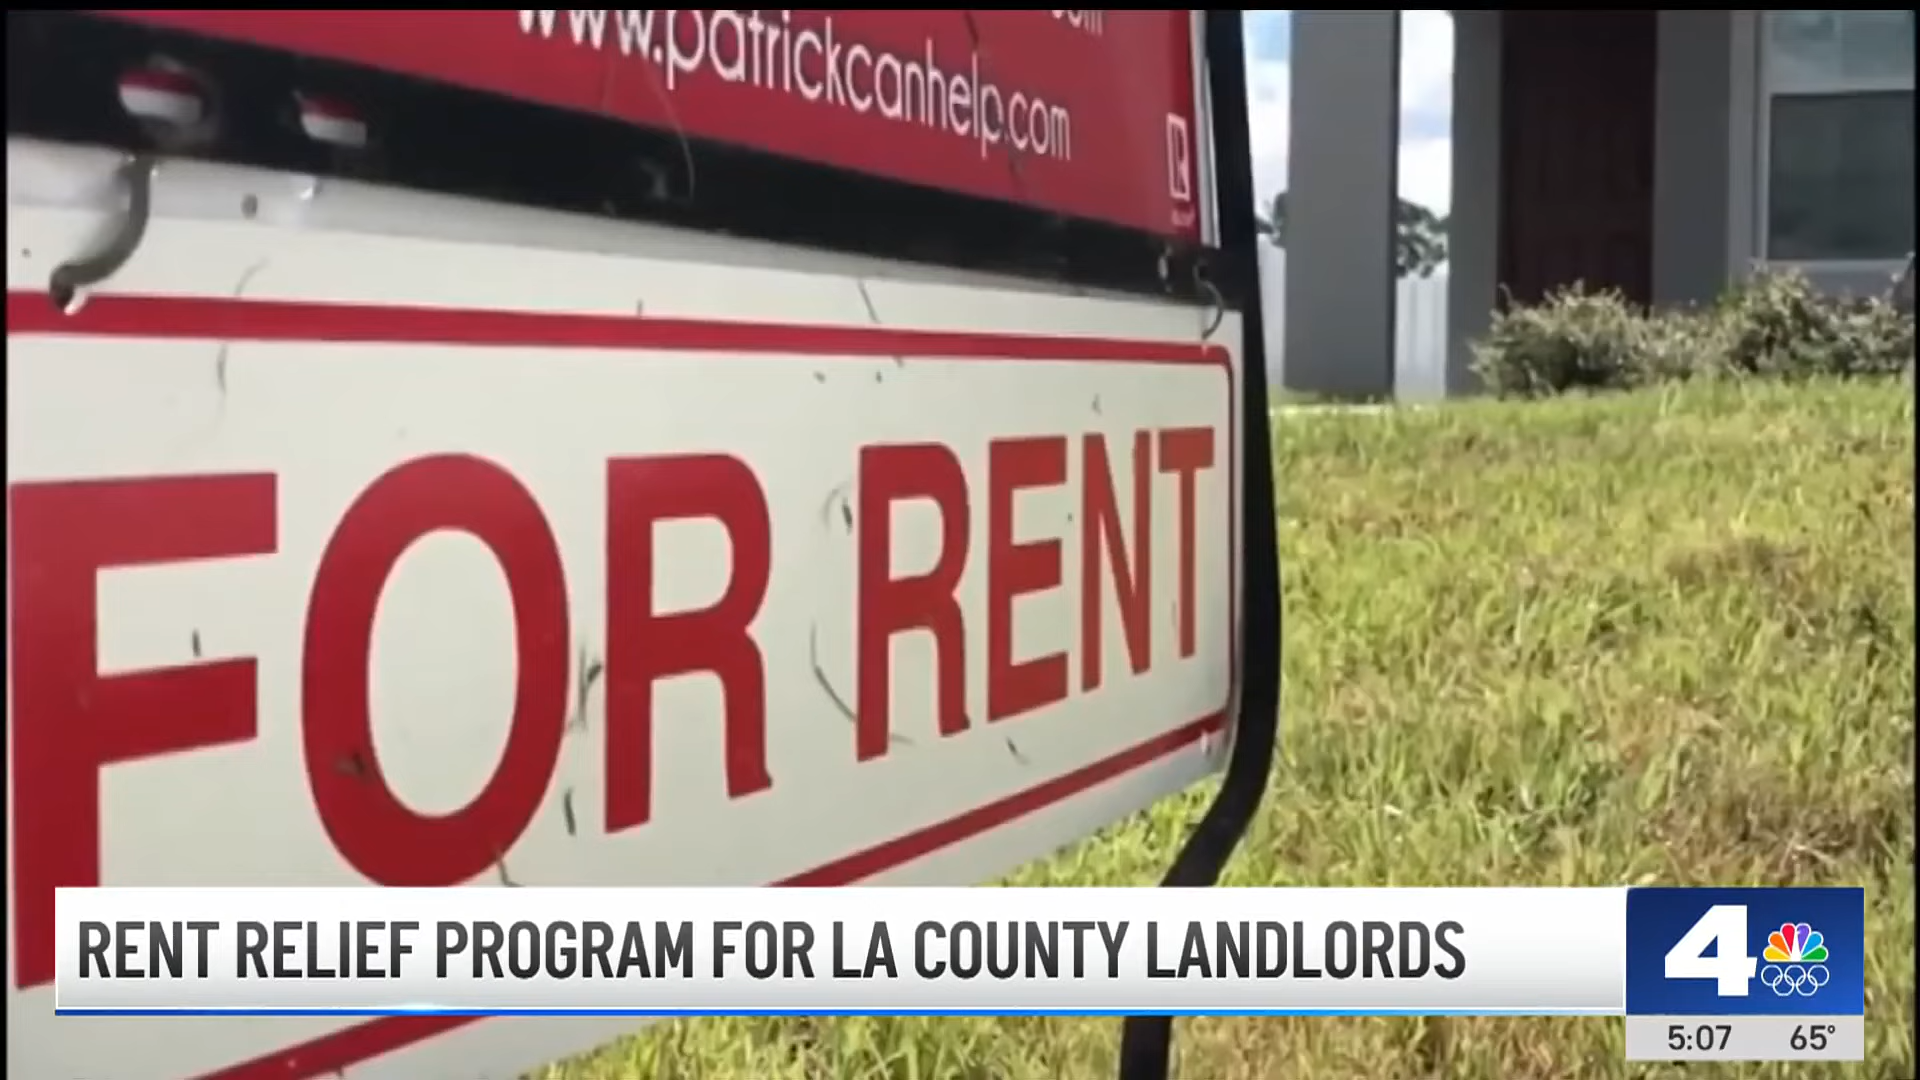 www.patrickcanhelp.com
R
FOR RENT
RENT RELIEF PROGRAM FOR LA COUNTY LANDLORDS
4
5:07 65°